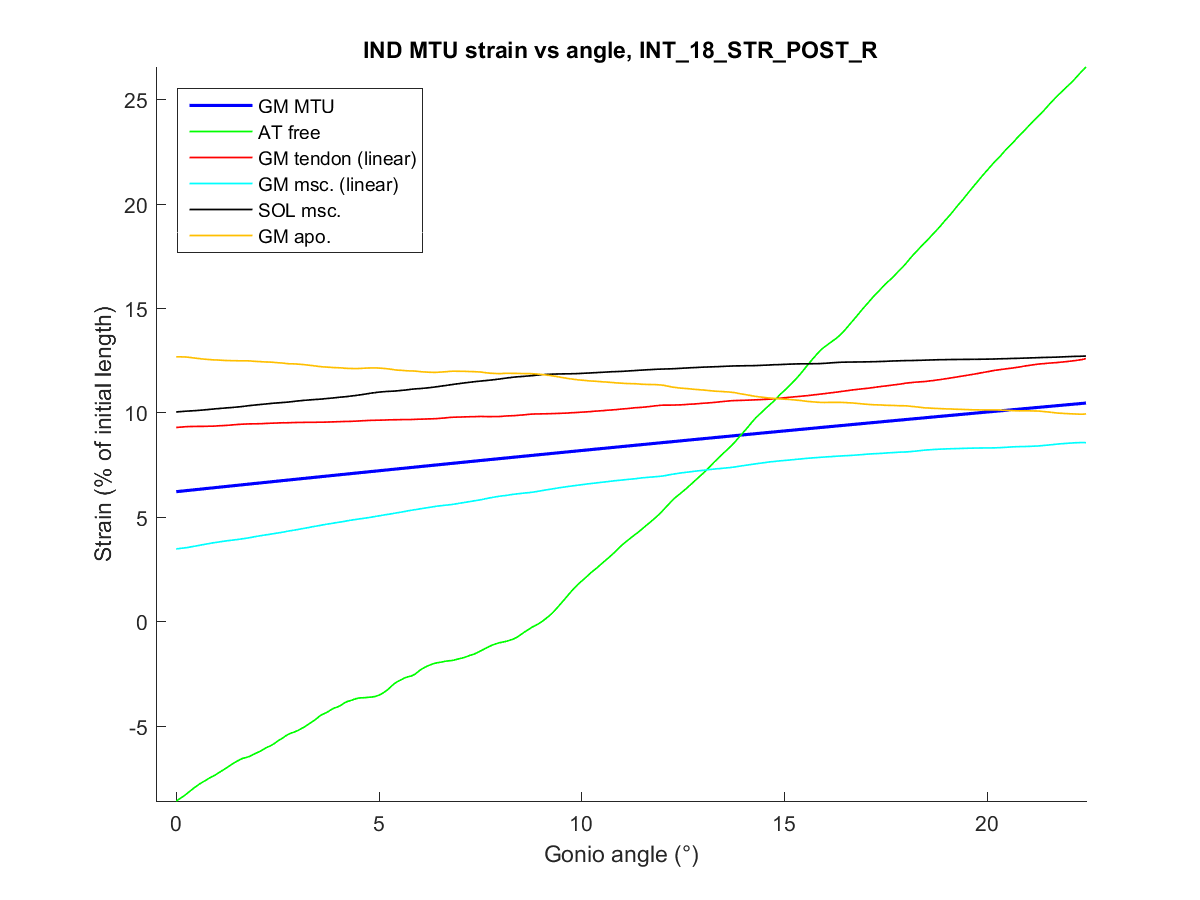 IND MTU strain vs angle, INT_18_STR_POST_R
GM MTU
AT free
GM tendon (linear)
GM msc. (linear)
SOL msc.
GM apo.
25
20
15
10
5
0
-5
Strain (% of initial length)
0 5 10 15 20
Gonio angle (°)